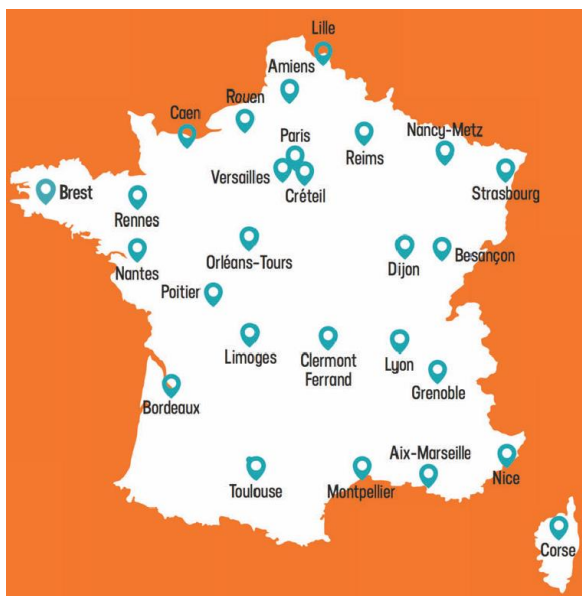 Lille
Amiens
Rouen
Caen
Paris
Reims
Nancy-Metz
Versailles
Créteil
Strasbourg
Brest
Rennes
Nantes
Orléans-Tours
Dijon
Besançon
Poitier
Limoges
Clermont
Ferrand
Lyon
Grenoble
Bordeaux
Aix-Marseille
Toulouse
Montpellier
Nice
Corse